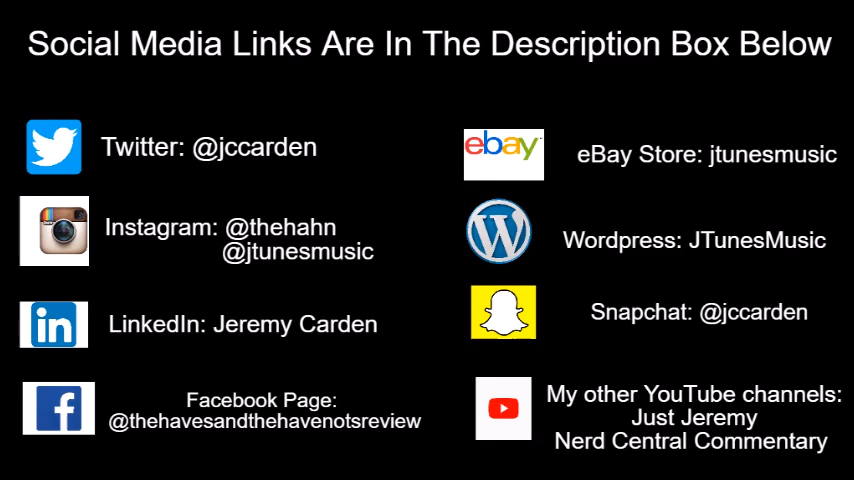 Social Media Links Are In The Description Box Below
Twitter: @jccarden
Instagram: @thehahn
@jtunesmusic
in LinkedIn: Jeremy Carden
f
Facebook Page:
@thehavesandthehavenotsreview
ebay eBay Store: jtunesmusic
W Wordpress: JTunesMusic
Snapchat: @jccarden
My other YouTube channels:
Just Jeremy
Nerd Central Commentary